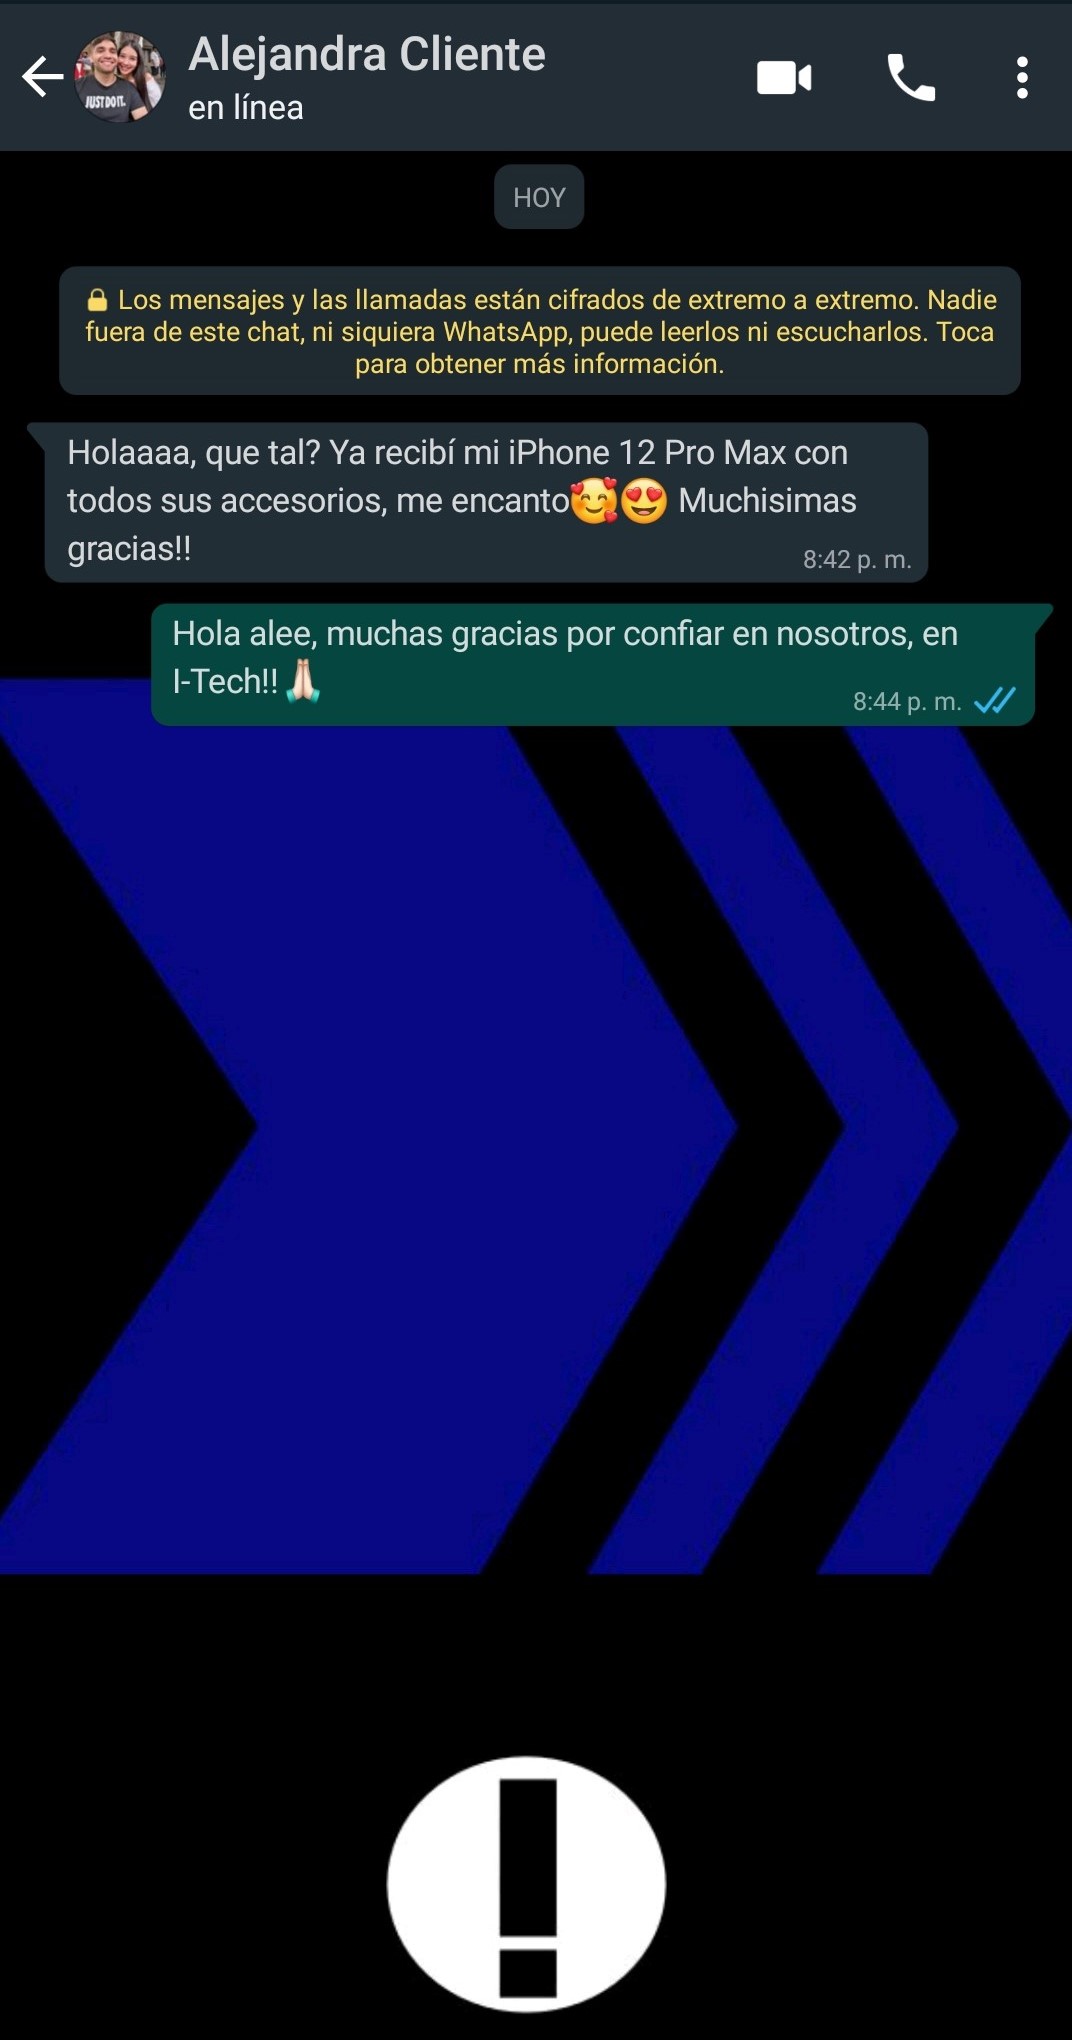 Alejandra Cliente
en línea
JUST DO IT.
HOY
🔒 Los mensajes y las llamadas están cifrados de extremo a extremo. Nadie
fuera de este chat, ni siquiera WhatsApp, puede leerlos ni escucharlos. Toca
para obtener más información.
Holaaaa, que tal? Ya recibí mi iPhone 12 Pro Max con
todos sus accesorios, me encanto🥰😍 Muchisimas
gracias!!
8:42 p. m.
Hola alee, muchas gracias por confiar en nosotros, en
I-Tech!!🙏🏻
8:44 p. m.